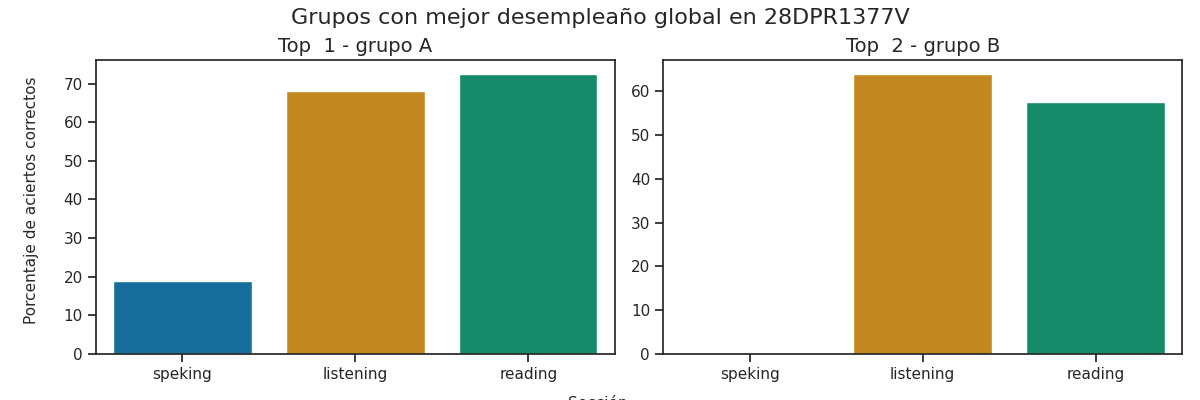 Grupos con mejor desempleaño global en 28DPR1377V
Top  1 - grupo A
Top  2 - grupo B
Porcentaje de aciertos correctos
70
60
50
40
30
20
10
0
speking listening reading
60
50
40
30
20
10
0
speking listening reading
Sección